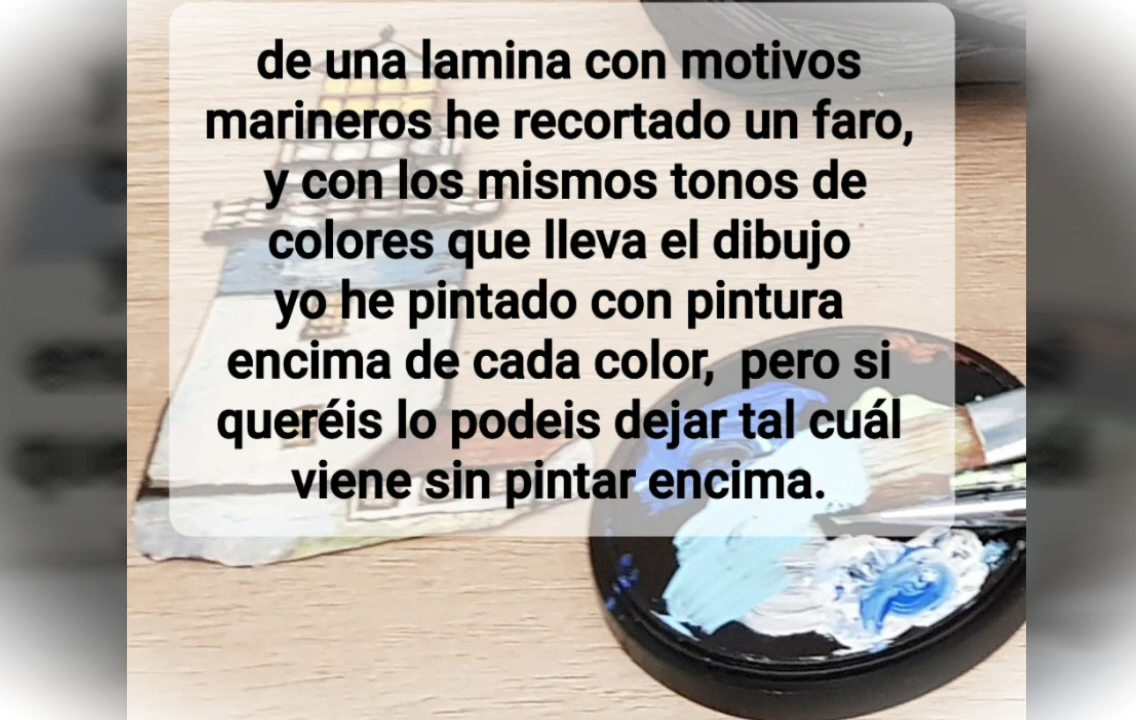 de una lamina con motivos
marineros he recortado un faro,
y con los mismos tonos de
colores que lleva el dibujo
yo he pintado con pintura
encima de cada color, pero si
queréis lo podeis dejar tal cuál
viene sin pintar encima.